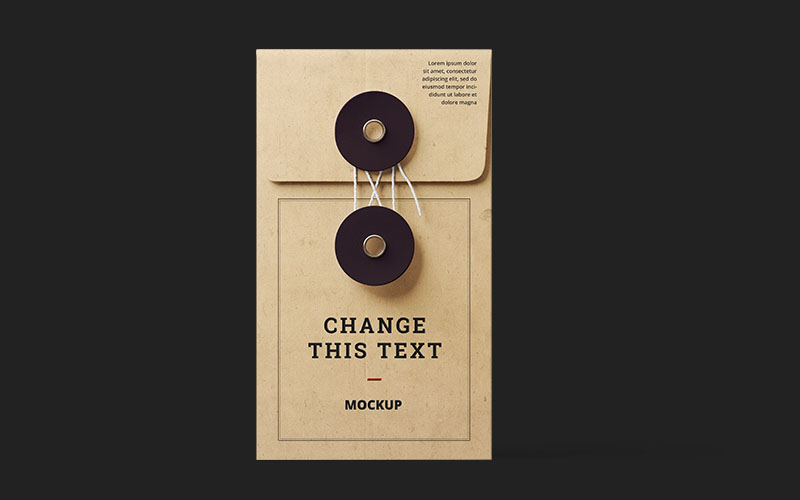 Lorem ipsum dolor
sit amet, consectetur
adipiscing elit, sed do
eiusmod tempor inci-
didunt ut labore et
dolore magna
CHANGE
THIS TEXT
MOCKUP